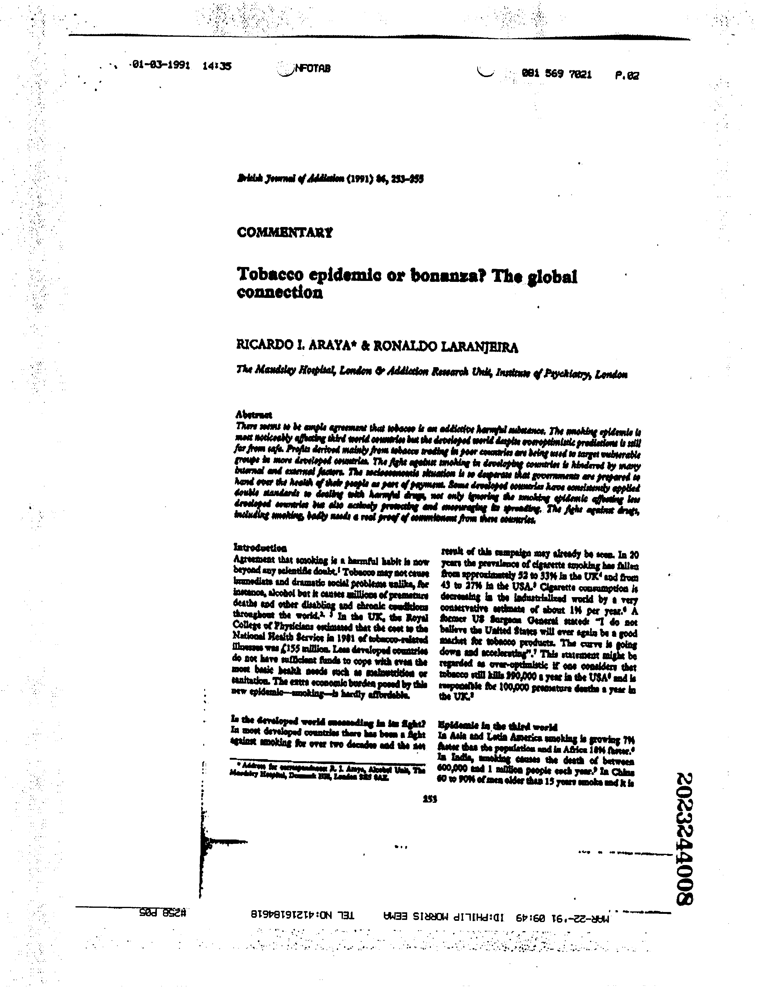 01-03-1991 14:35 NFOTAB 081 569 7021 P.02
British Journal of Addiction (1991) 86, 253–255
COMMENTARY
Tobacco epidemic or bonanza? The global
connection
RICARDO I. ARAYA* & RONALDO LARANJEIRA
The Maudsley Hospital, London & Addiction Research Unit, Institute of Psychiatry, London
Abstract
There seems to be ample agreement that tobacco is an addictive harmful substance. The smoking epidemic is
most noticeably affecting third world countries but the developed world despite overoptimistic predictions is still
far from safe. Profits derived mainly from tobacco trading in poor countries are being used to target vulnerable
groups in more developed countries. The fight against smoking in developing countries is hindered by many
internal and external factors. The socioeconomic situation is so desperate that governments are prepared to
hand over the health of their people as part of payment. Some developed countries have consistently applied
double standards to dealing with harmful drugs, not only ignoring the smoking epidemic affecting less
developed countries but also actively protecting and encouraging its spreading. The fight against drugs,
including smoking, badly needs a real proof of commitment from these countries.
Introduction
Agreement that smoking is a harmful habit is now
beyond any scientific doubt.¹ Tobacco may not cause
immediate and dramatic social problems unlike, for
instance, alcohol but it causes millions of premature
deaths and other disabling and chronic conditions
throughout the world.²,³ In the UK, the Royal
College of Physicians estimated that the cost to the
National Health Service in 1981 of tobacco-related
illnesses was £155 million. Less developed countries
do not have sufficient funds to cope with even the
most basic health needs such as malnutrition or
sanitation. The extra economic burden posed by this
new epidemic—smoking—is hardly affordable.
Is the developed world succeeding in its fight?
In most developed countries there has been a fight
against smoking for over two decades and the net
* Address for correspondence: R. I. Araya, Alcohol Unit, The
Maudsley Hospital, Denmark Hill, London SE5 8AZ.
result of this campaign may already be seen. In 20
years the prevalence of cigarette smoking has fallen
from approximately 52 to 33% in the UK⁴ and from
43 to 27% in the USA.⁵ Cigarette consumption is
decreasing in the industrialized world by a very
conservative estimate of about 1% per year.⁶ A
former US Surgeon General stated: "I do not
believe the United States will ever again be a good
market for tobacco products. The curve is going
down and accelerating".⁷ This statement might be
regarded as over-optimistic if one considers that
tobacco still kills 390,000 a year in the USA⁸ and is
responsible for 100,000 premature deaths a year in
the UK.²
Epidemic in the third world
In Asia and Latin America smoking is growing 7%
faster than the population and in Africa 18% faster.⁶
In India, smoking causes the death of between
600,000 and 1 million people each year.⁹ In China
60 to 90% of men older than 15 years smoke and it is
253
2023244008
MAR-22-'91 09:49 ID:PHILIP MORRIS EEMA TEL NO:41216184618 #258 P05